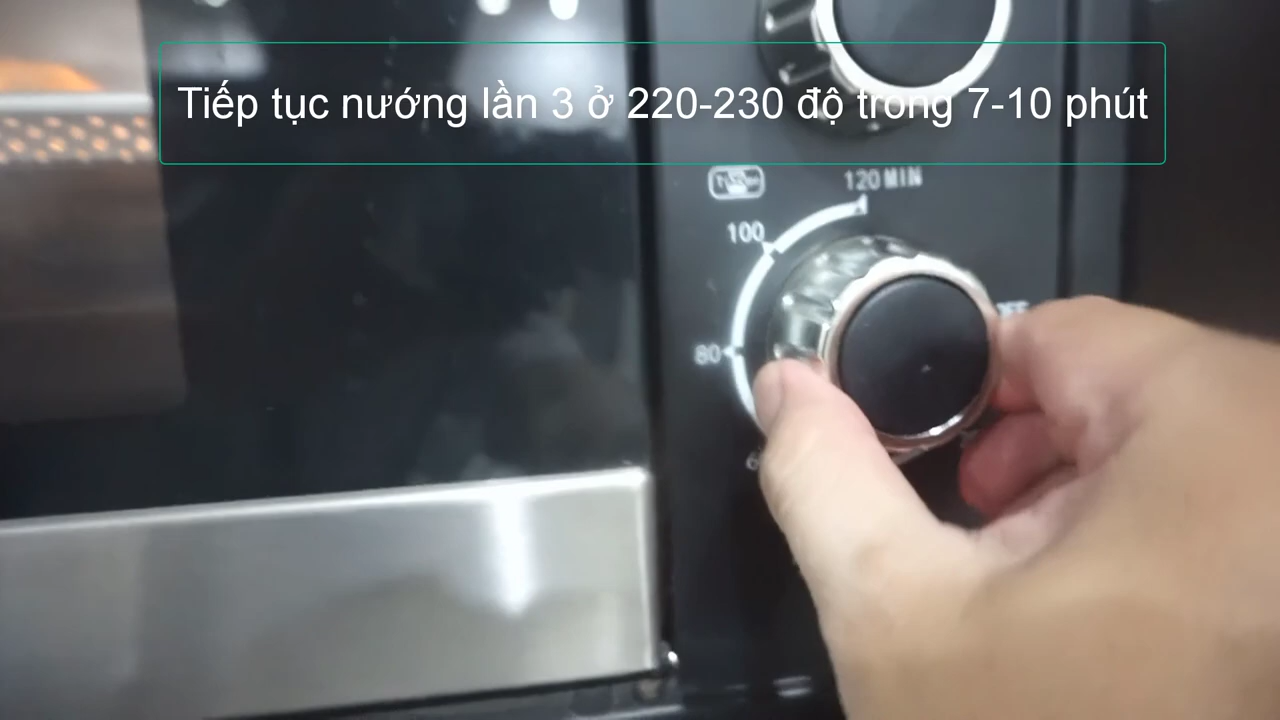 Tiếp tục nướng lần 3 ở 220-230 độ trong 7-10 phút
120 MIN
100
80